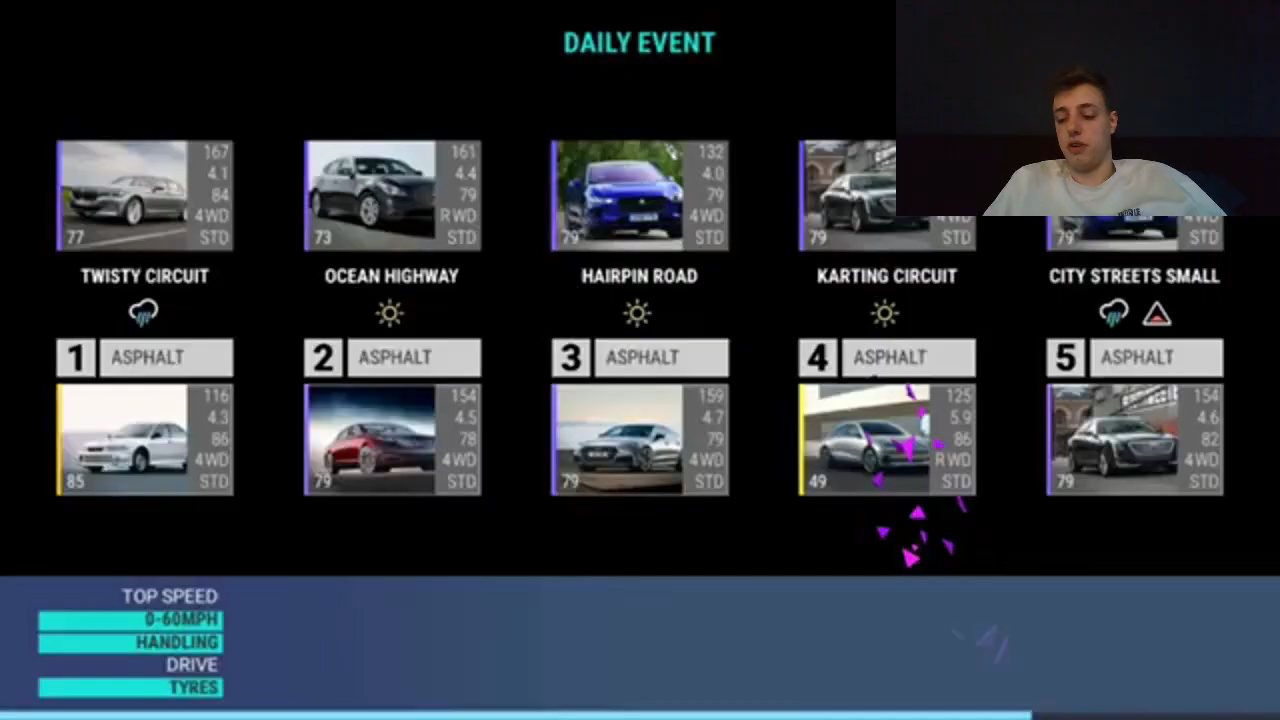 DAILY EVENT
167
4.1
84
4WD
77 STD
161
4.4
79
RWD
73 STD
132
4.0
79
4WD
79 STD
4WD
79 STD
79 STD
TWISTY CIRCUIT
OCEAN HIGHWAY
HAIRPIN ROAD
KARTING CIRCUIT
CITY STREETS SMALL
1 ASPHALT
2 ASPHALT
3 ASPHALT
4 ASPHALT
5 ASPHALT
116
4.3
86
4WD
85 STD
154
4.5
78
4WD
79 STD
159
4.7
79
4WD
79 STD
125
5.9
86
RWD
49 STD
154
4.6
82
4WD
79 STD
TOP SPEED
0-60MPH
HANDLING
DRIVE
TYRES